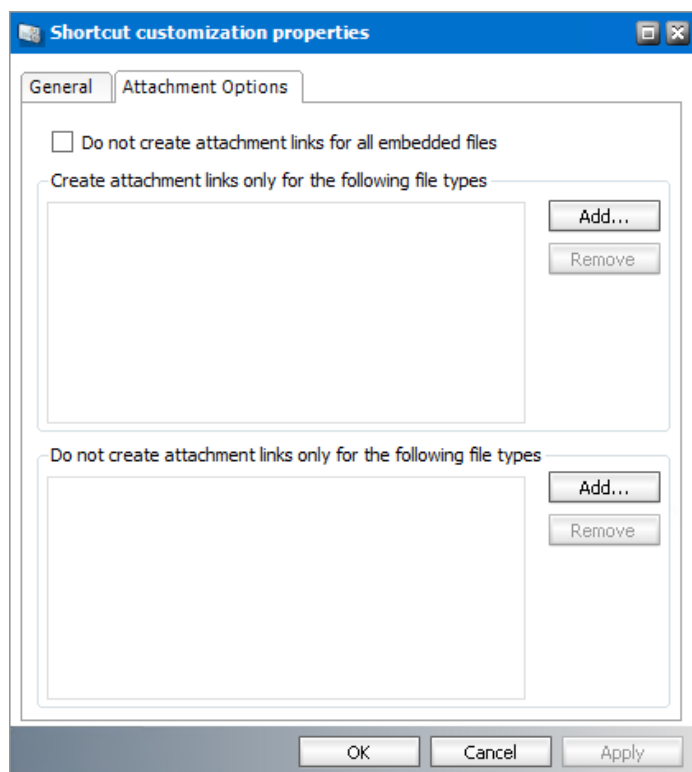 Shortcut customization properties
General
Attachment Options
Do not create attachment links for all embedded files
Create attachment links only for the following file types
Add...
Remove
Do not create attachment links only for the following file types
Add...
Remove
OK
Cancel
Apply